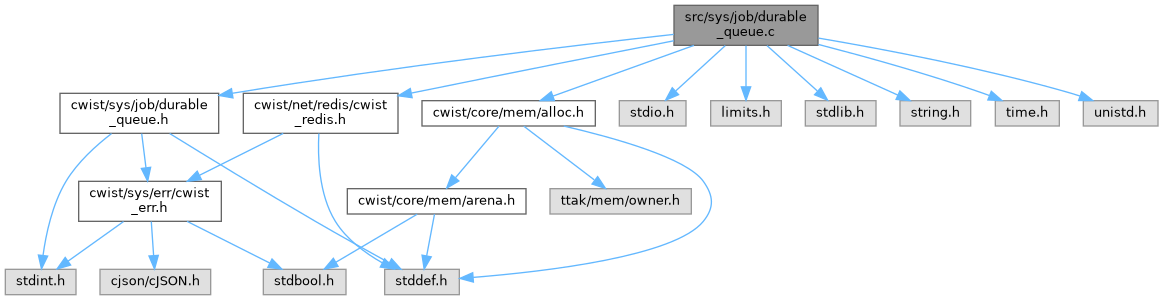 src/sys/job/durable
_queue.c
cwist/sys/job/durable
_queue.h
cwist/net/redis/cwist
_redis.h
cwist/core/mem/alloc.h
stdio.h
limits.h
stdlib.h
string.h
time.h
unistd.h
cwist/sys/err/cwist
_err.h
cwist/core/mem/arena.h
ttak/mem/owner.h
stdint.h
cjson/cJSON.h
stdbool.h
stddef.h